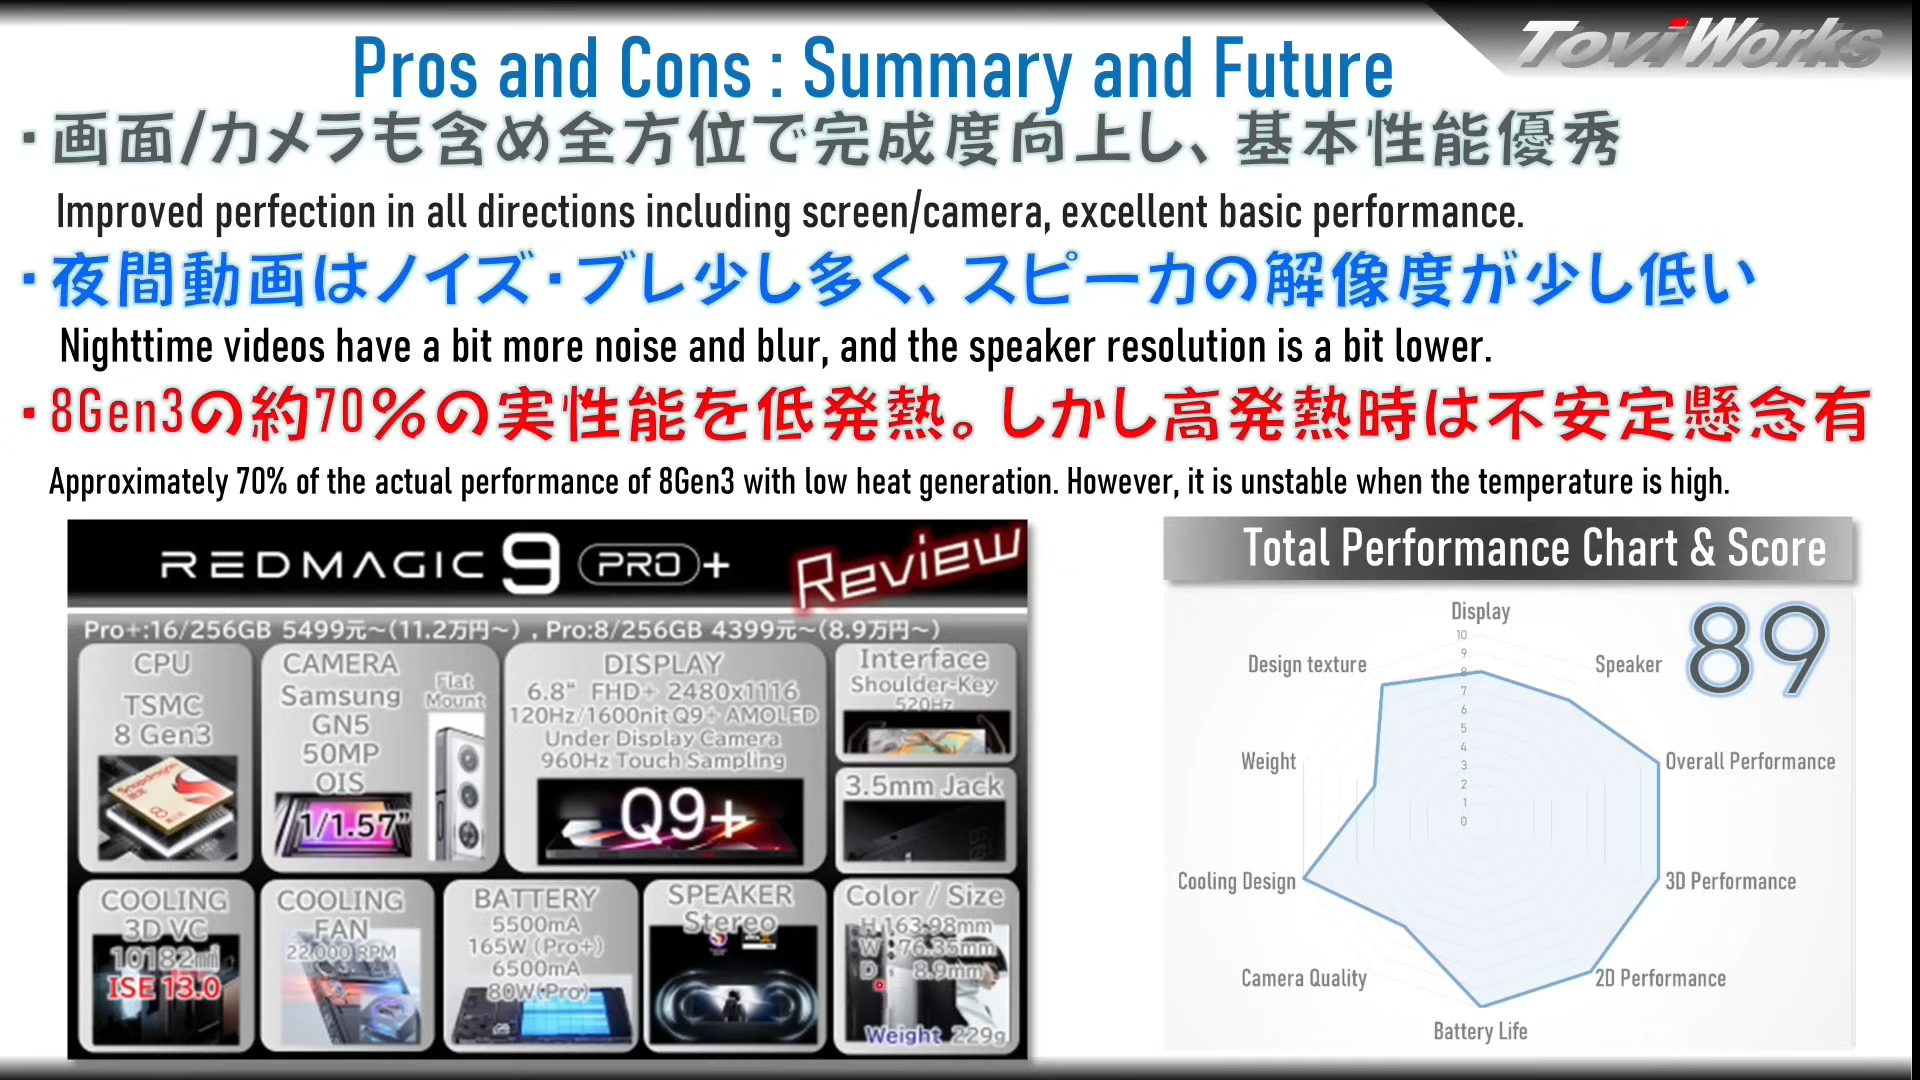 ToviWorks
Pros and Cons : Summary and Future
・画面/カメラも含め全方位で完成度向上し、基本性能優秀
Improved perfection in all directions including screen/camera, excellent basic performance.
・夜間動画はノイズ・ブレ少し多く、スピーカの解像度が少し低い
Nighttime videos have a bit more noise and blur, and the speaker resolution is a bit lower.
・8Gen3の約70%の実性能を低発熱。しかし高発熱時は不安定懸念有
Approximately 70% of the actual performance of 8Gen3 with low heat generation. However, it is unstable when the temperature is high.
REDMAGIC 9 PRO+
Review
Pro+:16/256GB 5499元～(11.2万円～) , Pro:8/256GB 4399元～(8.9万円～)
CPU
TSMC
8 Gen3
Snapdragon
8
CAMERA
Samsung
GN5
50MP
OIS
1/1.57"
Flat
Mount
DISPLAY
6.8" FHD+ 2480x1116
120Hz/1600nit Q9+ AMOLED
Under Display Camera
960Hz Touch Sampling
Q9+
Interface
Shoulder-Key
520Hz
3.5mm Jack
COOLING
3D VC
10182㎟
ISE 13.0
COOLING
FAN
22,000 RPM
BATTERY
5500mA
165W (Pro+)
6500mA
80W(Pro)
SPEAKER
Stereo
Color / Size
H 163.98mm
W 76.35mm
D 8.9mm
Weight 229g
Total Performance Chart & Score
89
Display
Speaker
Overall Performance
3D Performance
2D Performance
Battery Life
Camera Quality
Cooling Design
Weight
Design texture
10
9
8
7
6
5
4
3
2
1
0